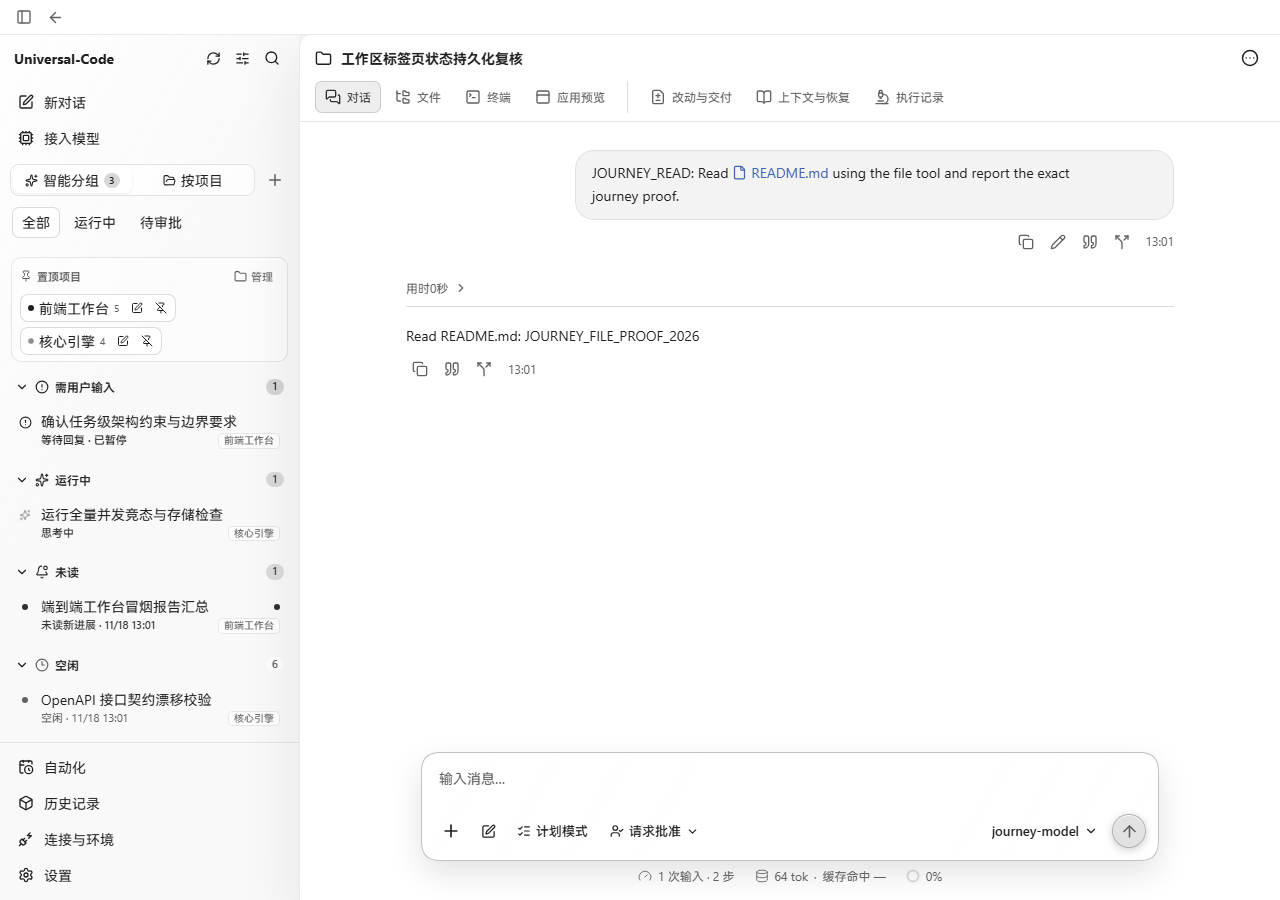 Universal-Code
新对话
接入模型
智能分组 3
按项目
全部
运行中
待审批
置顶项目
管理
前端工作台 5
核心引擎 4
需用户输入 1
确认任务级架构约束与边界要求
等待回复 · 已暂停
前端工作台
运行中 1
运行全量并发竞态与存储检查
思考中
核心引擎
未读 1
端到端工作台冒烟报告汇总
未读新进展 · 11/18 13:01
前端工作台
空闲 6
OpenAPI 接口契约漂移校验
空闲 · 11/18 13:01
核心引擎
自动化
历史记录
连接与环境
设置
工作区标签页状态持久化复核
对话
文件
终端
应用预览
改动与交付
上下文与恢复
执行记录
JOURNEY_READ: Read README.md using the file tool and report the exact
journey proof.
13:01
用时0秒
Read README.md: JOURNEY_FILE_PROOF_2026
13:01
输入消息...
计划模式
请求批准
journey-model
1 次输入 · 2 步
64 tok · 缓存命中 —
0%